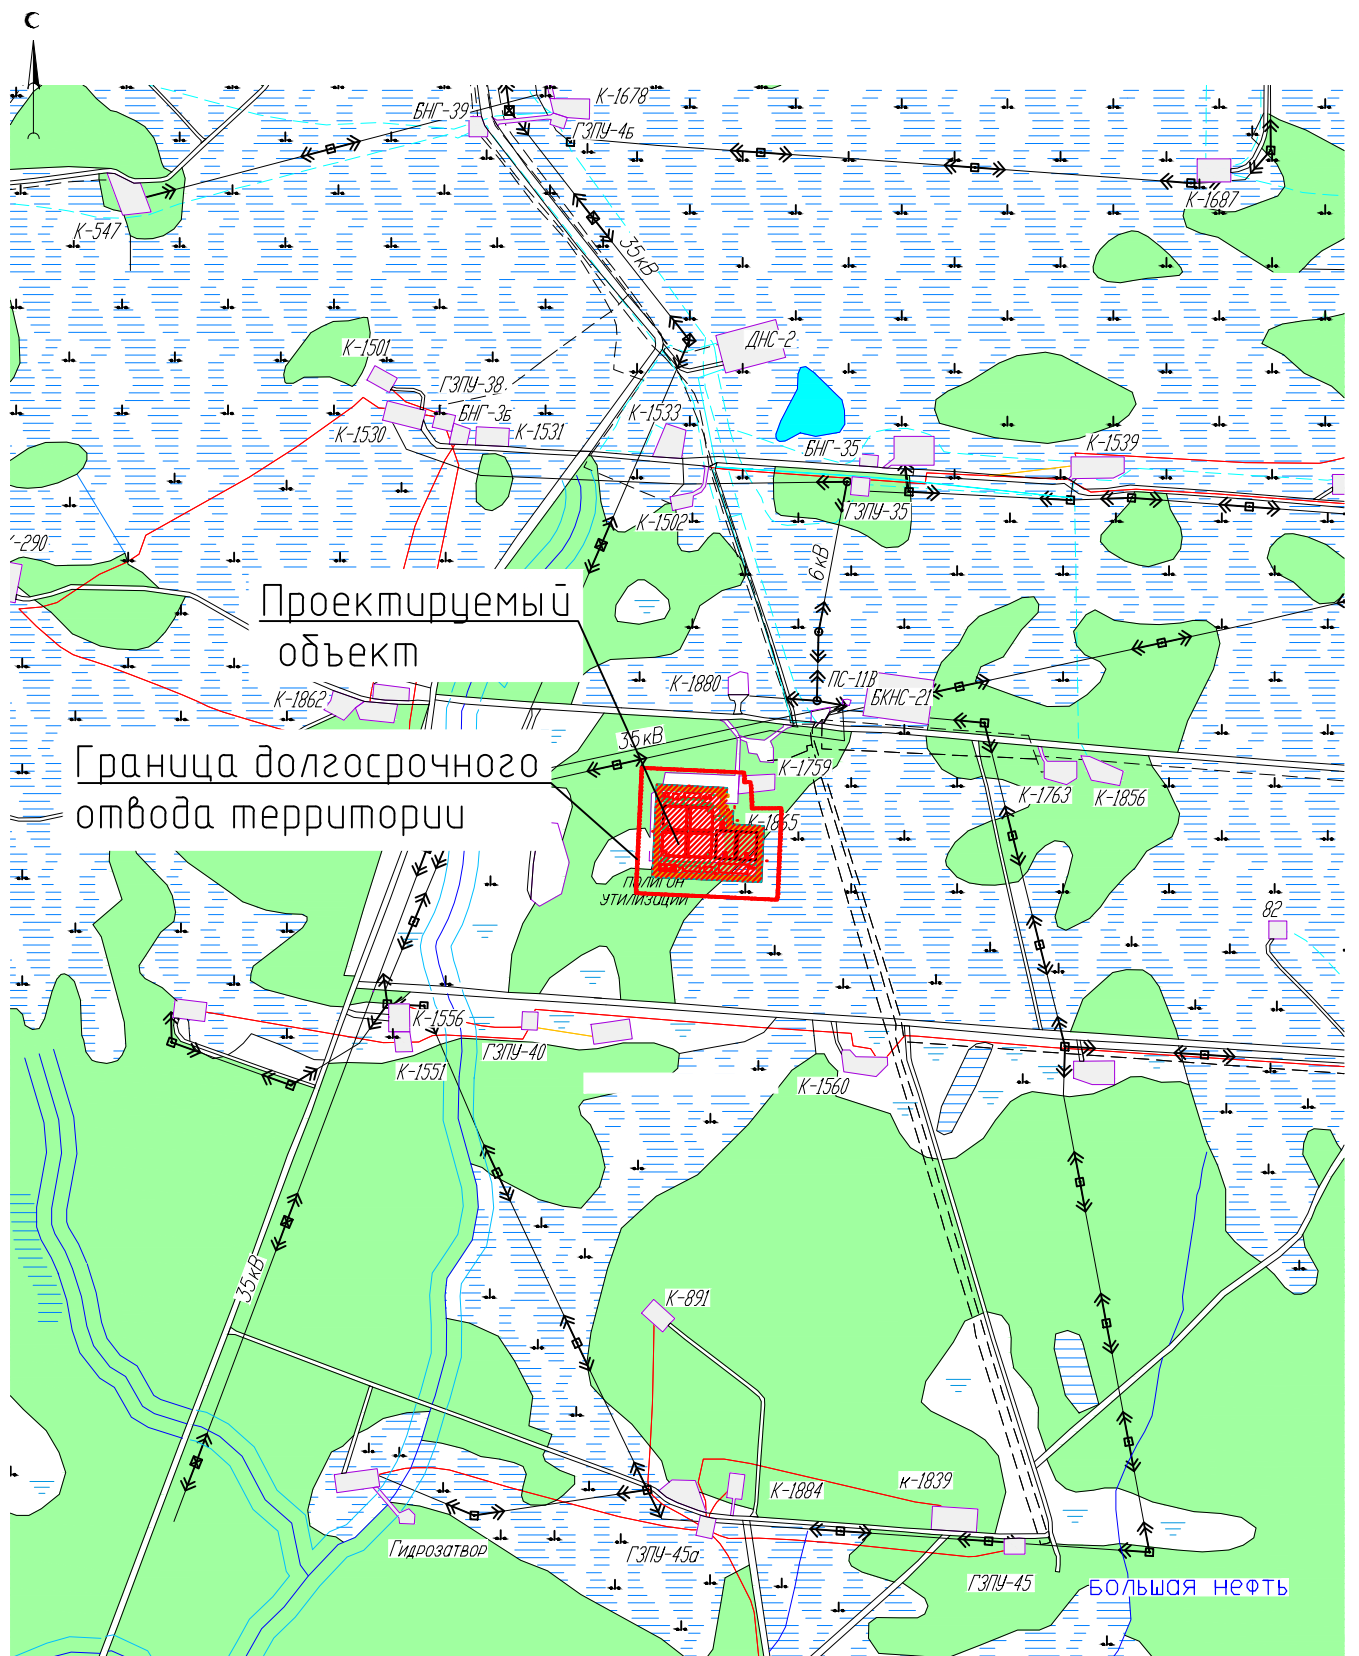 С
К-1678
БНГ-39
ГЗПУ-4Б
К-1687
К-547
35кВ
ДНС-2
К-1501
ГЗПУ-38
БНГ-3Б
К-1533
К-1530
К-1531
БНГ-35
К-1539
К-1502
ГЗПУ-35
К-290
6кВ
Проектируемый
объект
К-1880
ПС-11В
БКНС-21
К-1862
35кВ
К-1759
Граница долгосрочного
отвода территории
К-1763
К-1856
К-1865
ПОЛИГОН
УТИЛИЗАЦИИ
82
К-1556
ГЗПУ-40
К-1551
К-1560
35кВ
К-891
к-1839
К-1884
Гидрозатвор
ГЗПУ-45а
ГЗПУ-45
БОЛЬШАЯ НЕФТЬ